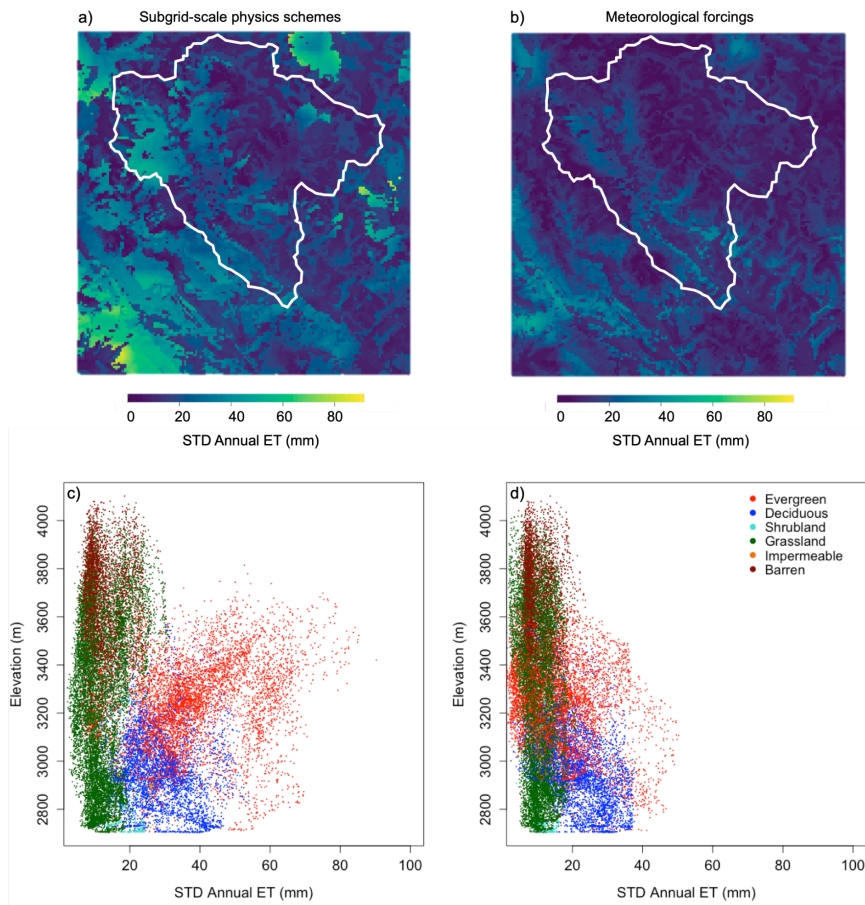 a) Subgrid-scale physics schemes
b) Meteorological forcings
0 20 40 60 80
STD Annual ET (mm)
0 20 40 60 80
STD Annual ET (mm)
c)
Elevation (m)
4000
3800
3600
3400
3200
3000
2800
20 40 60 80 100
STD Annual ET (mm)
d)
Evergreen
Deciduous
Shrubland
Grassland
Impermeable
Barren
Elevation (m)
4000
3800
3600
3400
3200
3000
2800
20 40 60 80 100
STD Annual ET (mm)